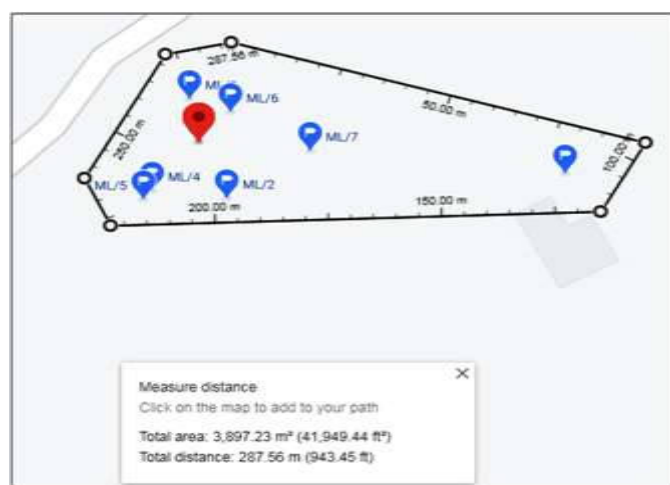 287.56 m
ML/6
50.00 m
ML/7
250.00 m
100.00 m
ML/5
ML/4
ML/2
200.00 m
150.00 m
Measure distance
Click on the map to add to your path
Total area: 3,897.23 m² (41,949.44 ft²)
Total distance: 287.56 m (943.45 ft)